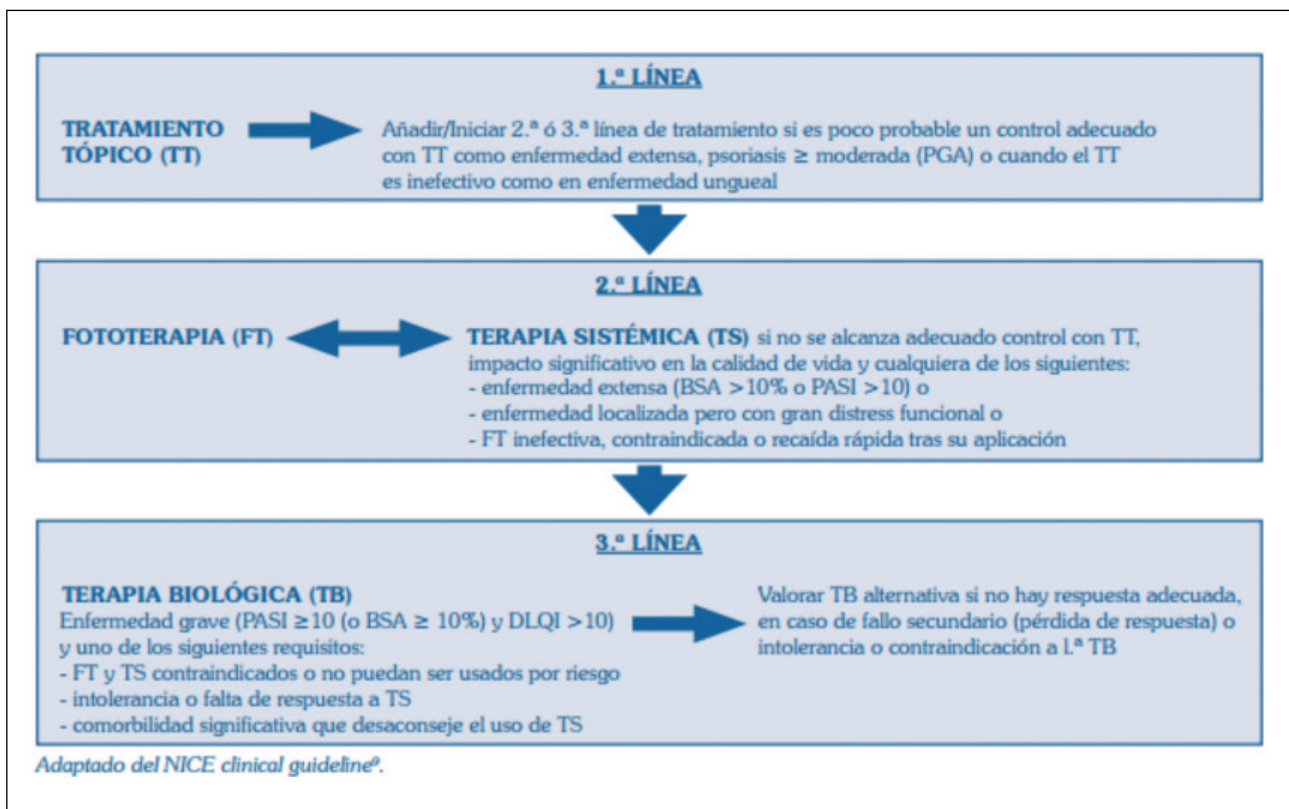 1.ª LÍNEA
TRATAMIENTO
TÓPICO (TT)
Añadir/Iniciar 2.ª ó 3.ª línea de tratamiento si es poco probable un control adecuado
con TT como enfermedad extensa, psoriasis ≥ moderada (PGA) o cuando el TT
es inefectivo como en enfermedad ungueal
2.ª LÍNEA
FOTOTERAPIA (FT)
TERAPIA SISTÉMICA (TS) si no se alcanza adecuado control con TT,
impacto significativo en la calidad de vida y cualquiera de los siguientes:
- enfermedad extensa (BSA >10% o PASI >10) o
- enfermedad localizada pero con gran distress funcional o
- FT inefectiva, contraindicada o recaída rápida tras su aplicación
3.ª LÍNEA
TERAPIA BIOLÓGICA (TB)
Enfermedad grave (PASI ≥10 (o BSA ≥ 10%) y DLQI >10)
y uno de los siguientes requisitos:
- FT y TS contraindicados o no puedan ser usados por riesgo
- intolerancia o falta de respuesta a TS
- comorbilidad significativa que desaconseje el uso de TS
Valorar TB alternativa si no hay respuesta adecuada,
en caso de fallo secundario (pérdida de respuesta) o
intolerancia o contraindicación a 1.ª TB
Adaptado del NICE clinical guideline⁹.